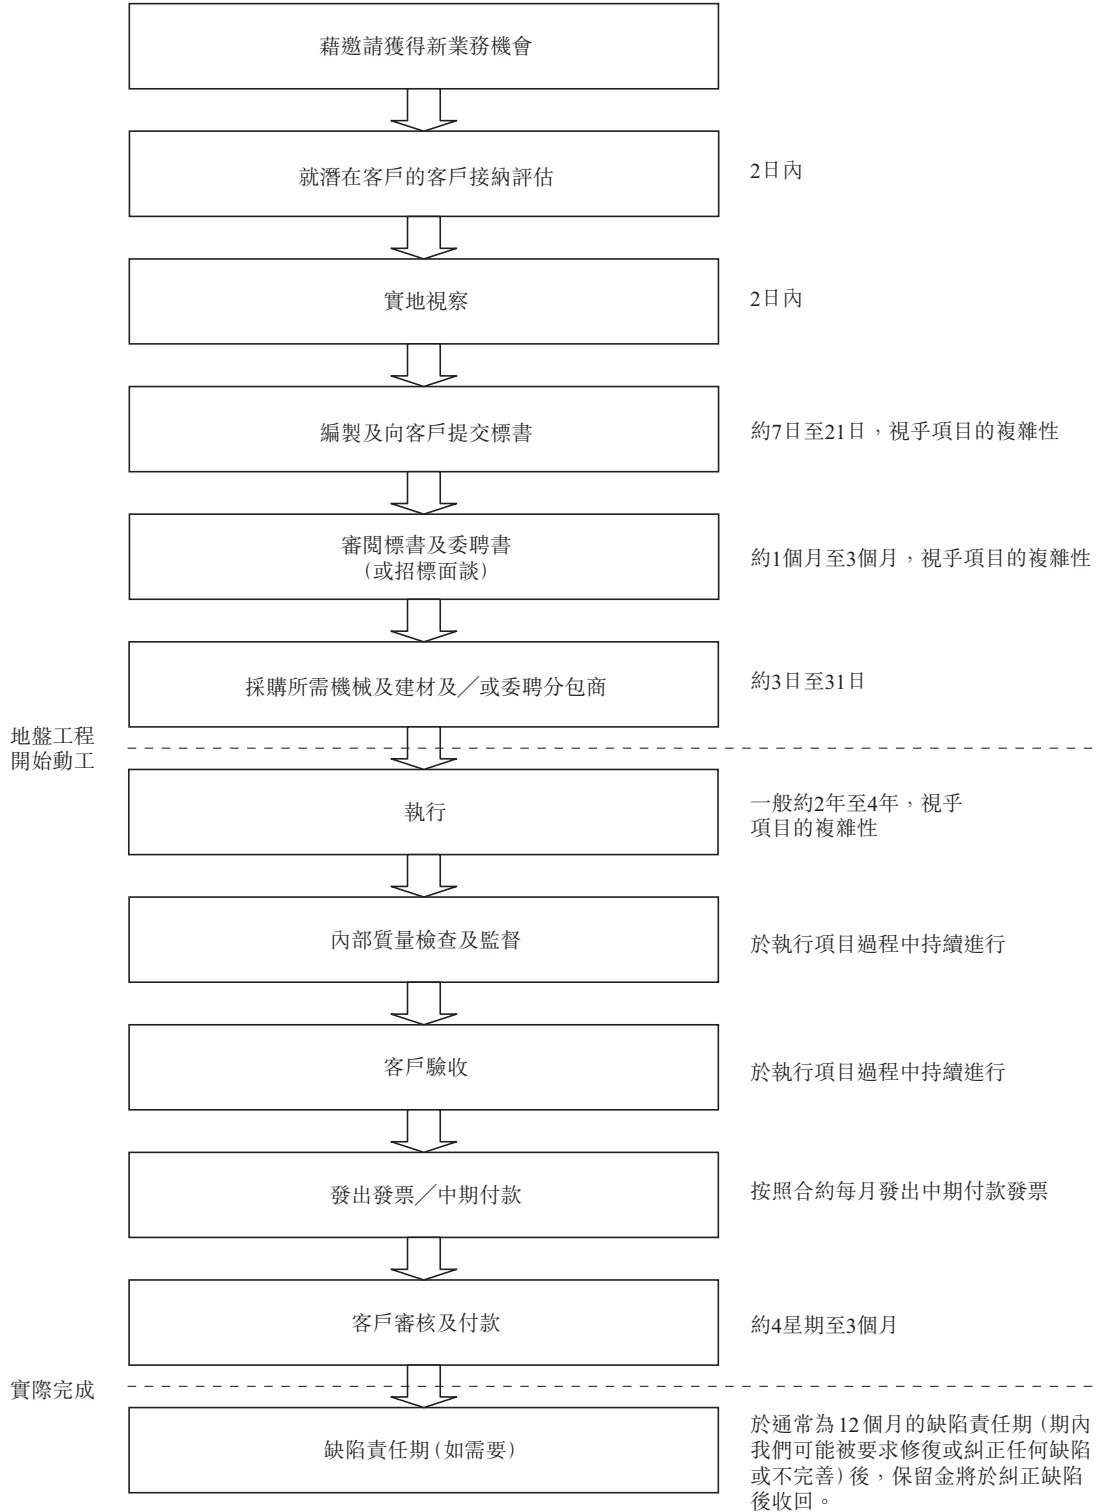 藉邀請獲得新業務機會
就潛在客戶的客戶接納評估
2日內
實地視察
2日內
編製及向客戶提交標書
約7日至21日，視乎項目的複雜性
審閱標書及委聘書
（或招標面談）
約1個月至3個月，視乎項目的複雜性
採購所需機械及建材及／或委聘分包商
約3日至31日
地盤工程
開始動工
執行
一般約2年至4年，視乎
項目的複雜性
內部質量檢查及監督
於執行項目過程中持續進行
客戶驗收
於執行項目過程中持續進行
發出發票／中期付款
按照合約每月發出中期付款發票
客戶審核及付款
約4星期至3個月
實際完成
缺陷責任期（如需要）
於通常為12個月的缺陷責任期（期內
我們可能被要求修復或糾正任何缺陷
或不完善）後，保留金將於糾正缺陷
後收回。